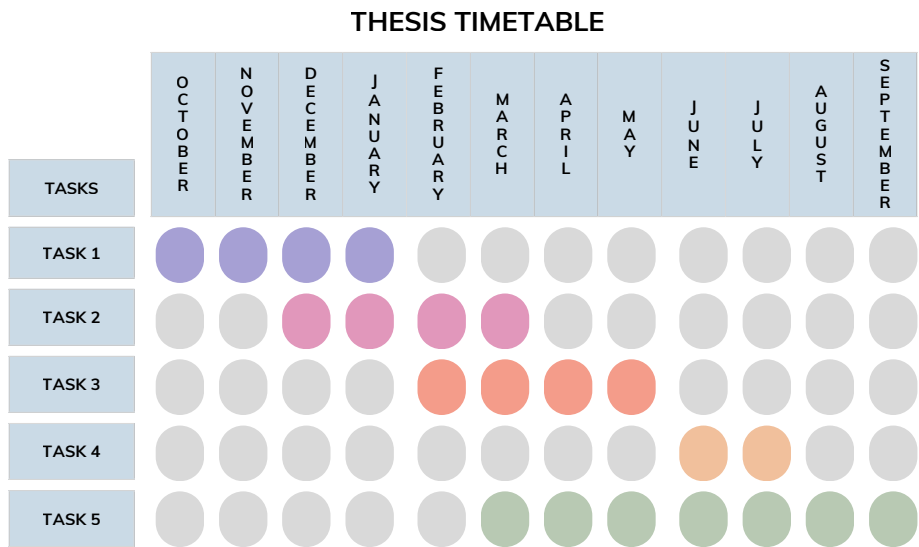 THESIS TIMETABLE
OCTOBER
NOVEMBER
DECEMBER
JANUARY
FEBRUARY
MARCH
APRIL
MAY
JUNE
JULY
AUGUST
SEPTEMBER
TASKS
TASK 1
TASK 2
TASK 3
TASK 4
TASK 5